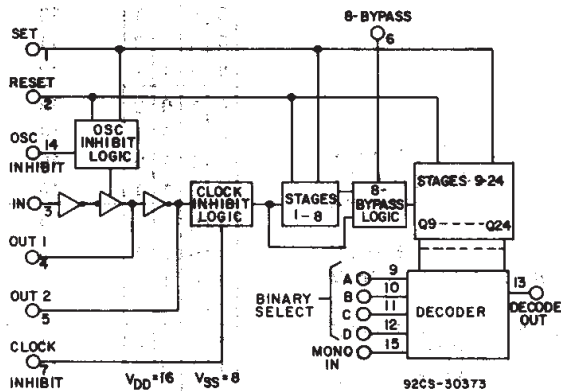 8-BYPASS
6
SET
1
RESET
2
OSC
INHIBIT
14
OSC
INHIBIT
LOGIC
IN
3
CLOCK
INHIBIT
LOGIC
STAGES
1-8
8-
BYPASS
LOGIC
STAGES 9-24
Q9 ---- Q24
OUT 1
4
OUT 2
5
CLOCK
INHIBIT
7
BINARY
SELECT
A 9
B 10
C 11
D 12
MONO
IN
15
DECODER
13
DECODE
OUT
VDD=16 VSS=8
92CS-30373